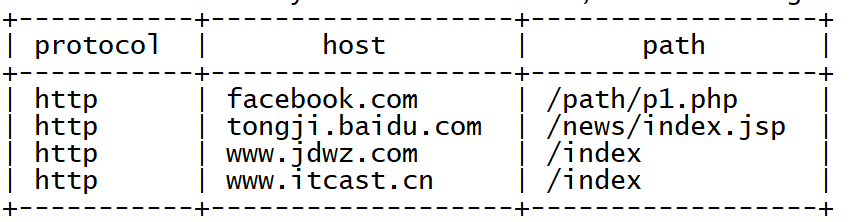 +-----------+-------------------+------------------+
| protocol  |       host        |       path       |
+-----------+-------------------+------------------+
| http      | facebook.com      | /path/p1.php     |
| http      | tongji.baidu.com  | /news/index.jsp  |
| http      | www.jdwz.com      | /index           |
| http      | www.itcast.cn     | /index           |
+-----------+-------------------+------------------+